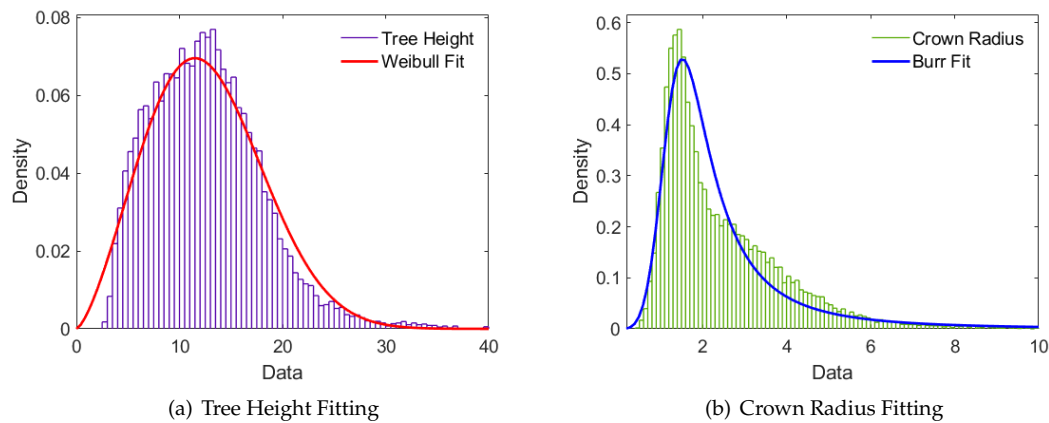 0.08
0.06
0.04
0.02
0
Density
0 10 20 30 40
Data
Tree Height
Weibull Fit
(a) Tree Height Fitting
0.6
0.5
0.4
0.3
0.2
0.1
0
Density
2 4 6 8 10
Data
Crown Radius
Burr Fit
(b) Crown Radius Fitting